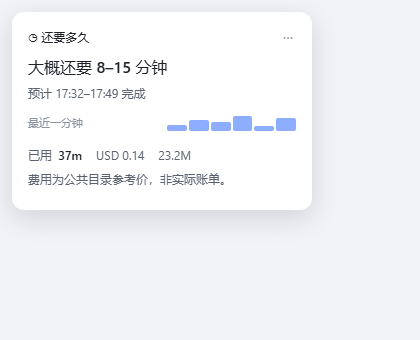 还要多久
大概还要 8–15 分钟
预计 17:32–17:49 完成
最近一分钟
已用 37m USD 0.14 23.2M
费用为公共目录参考价，非实际账单。